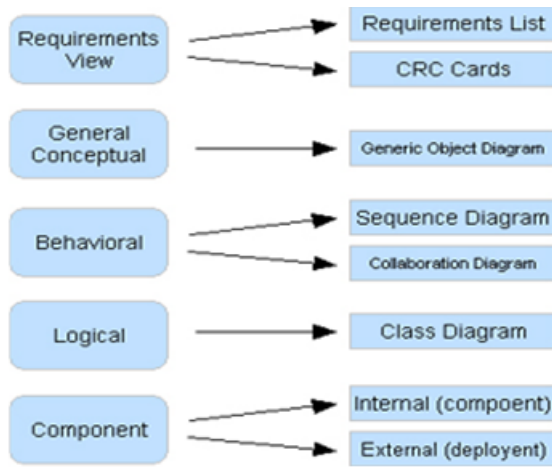 Requirements
View
Requirements List
CRC Cards
General
Conceptual
Generic Object Diagram
Behavioral
Sequence Diagram
Collaboration Diagram
Logical
Class Diagram
Component
Internal (compoent)
External (deployent)